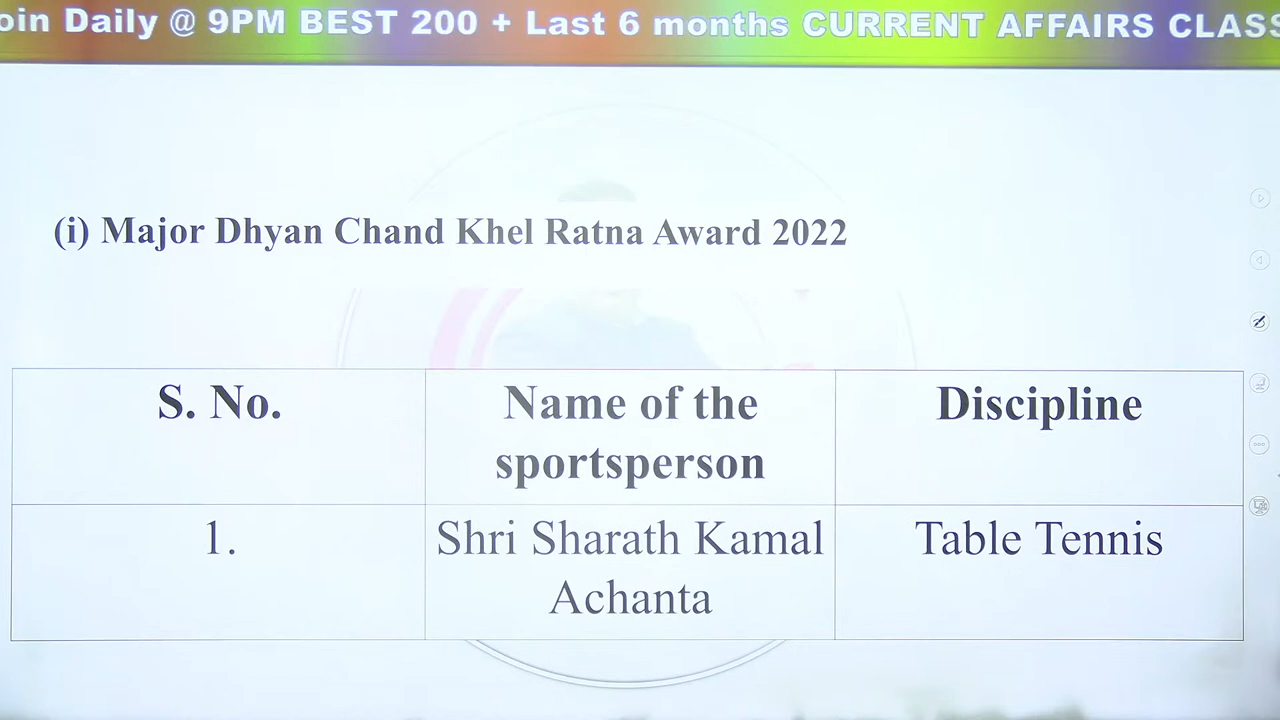 oin Daily @ 9PM BEST 200 + Last 6 months CURRENT AFFAIRS CLASS
(i) Major Dhyan Chand Khel Ratna Award 2022
S. No.
Name of the
sportsperson
Discipline
1.
Shri Sharath Kamal
Achanta
Table Tennis